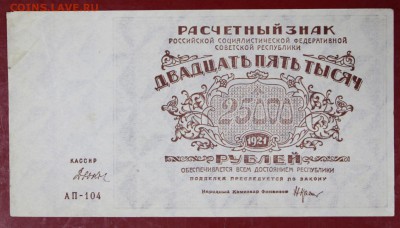 COINS.LAVE.RU
РАСЧЕТНЫЙ ЗНАК
РОССИЙСКОЙ СОЦИАЛИСТИЧЕСКОЙ ФЕДЕРАТИВНОЙ
СОВЕТСКОЙ РЕСПУБЛИКИ
ДВАДЦАТЬ ПЯТЬ ТЫСЯЧ
25000
1921
РУБЛЕЙ
ОБЕСПЕЧИВАЕТСЯ ВСЕМ ДОСТОЯНИЕМ РЕСПУБЛИКИ
ПОДДЕЛКА ПРЕСЛЕДУЕТСЯ ПО ЗАКОНУ
Народный Комиссар Финансов
КАССИР
АП-104